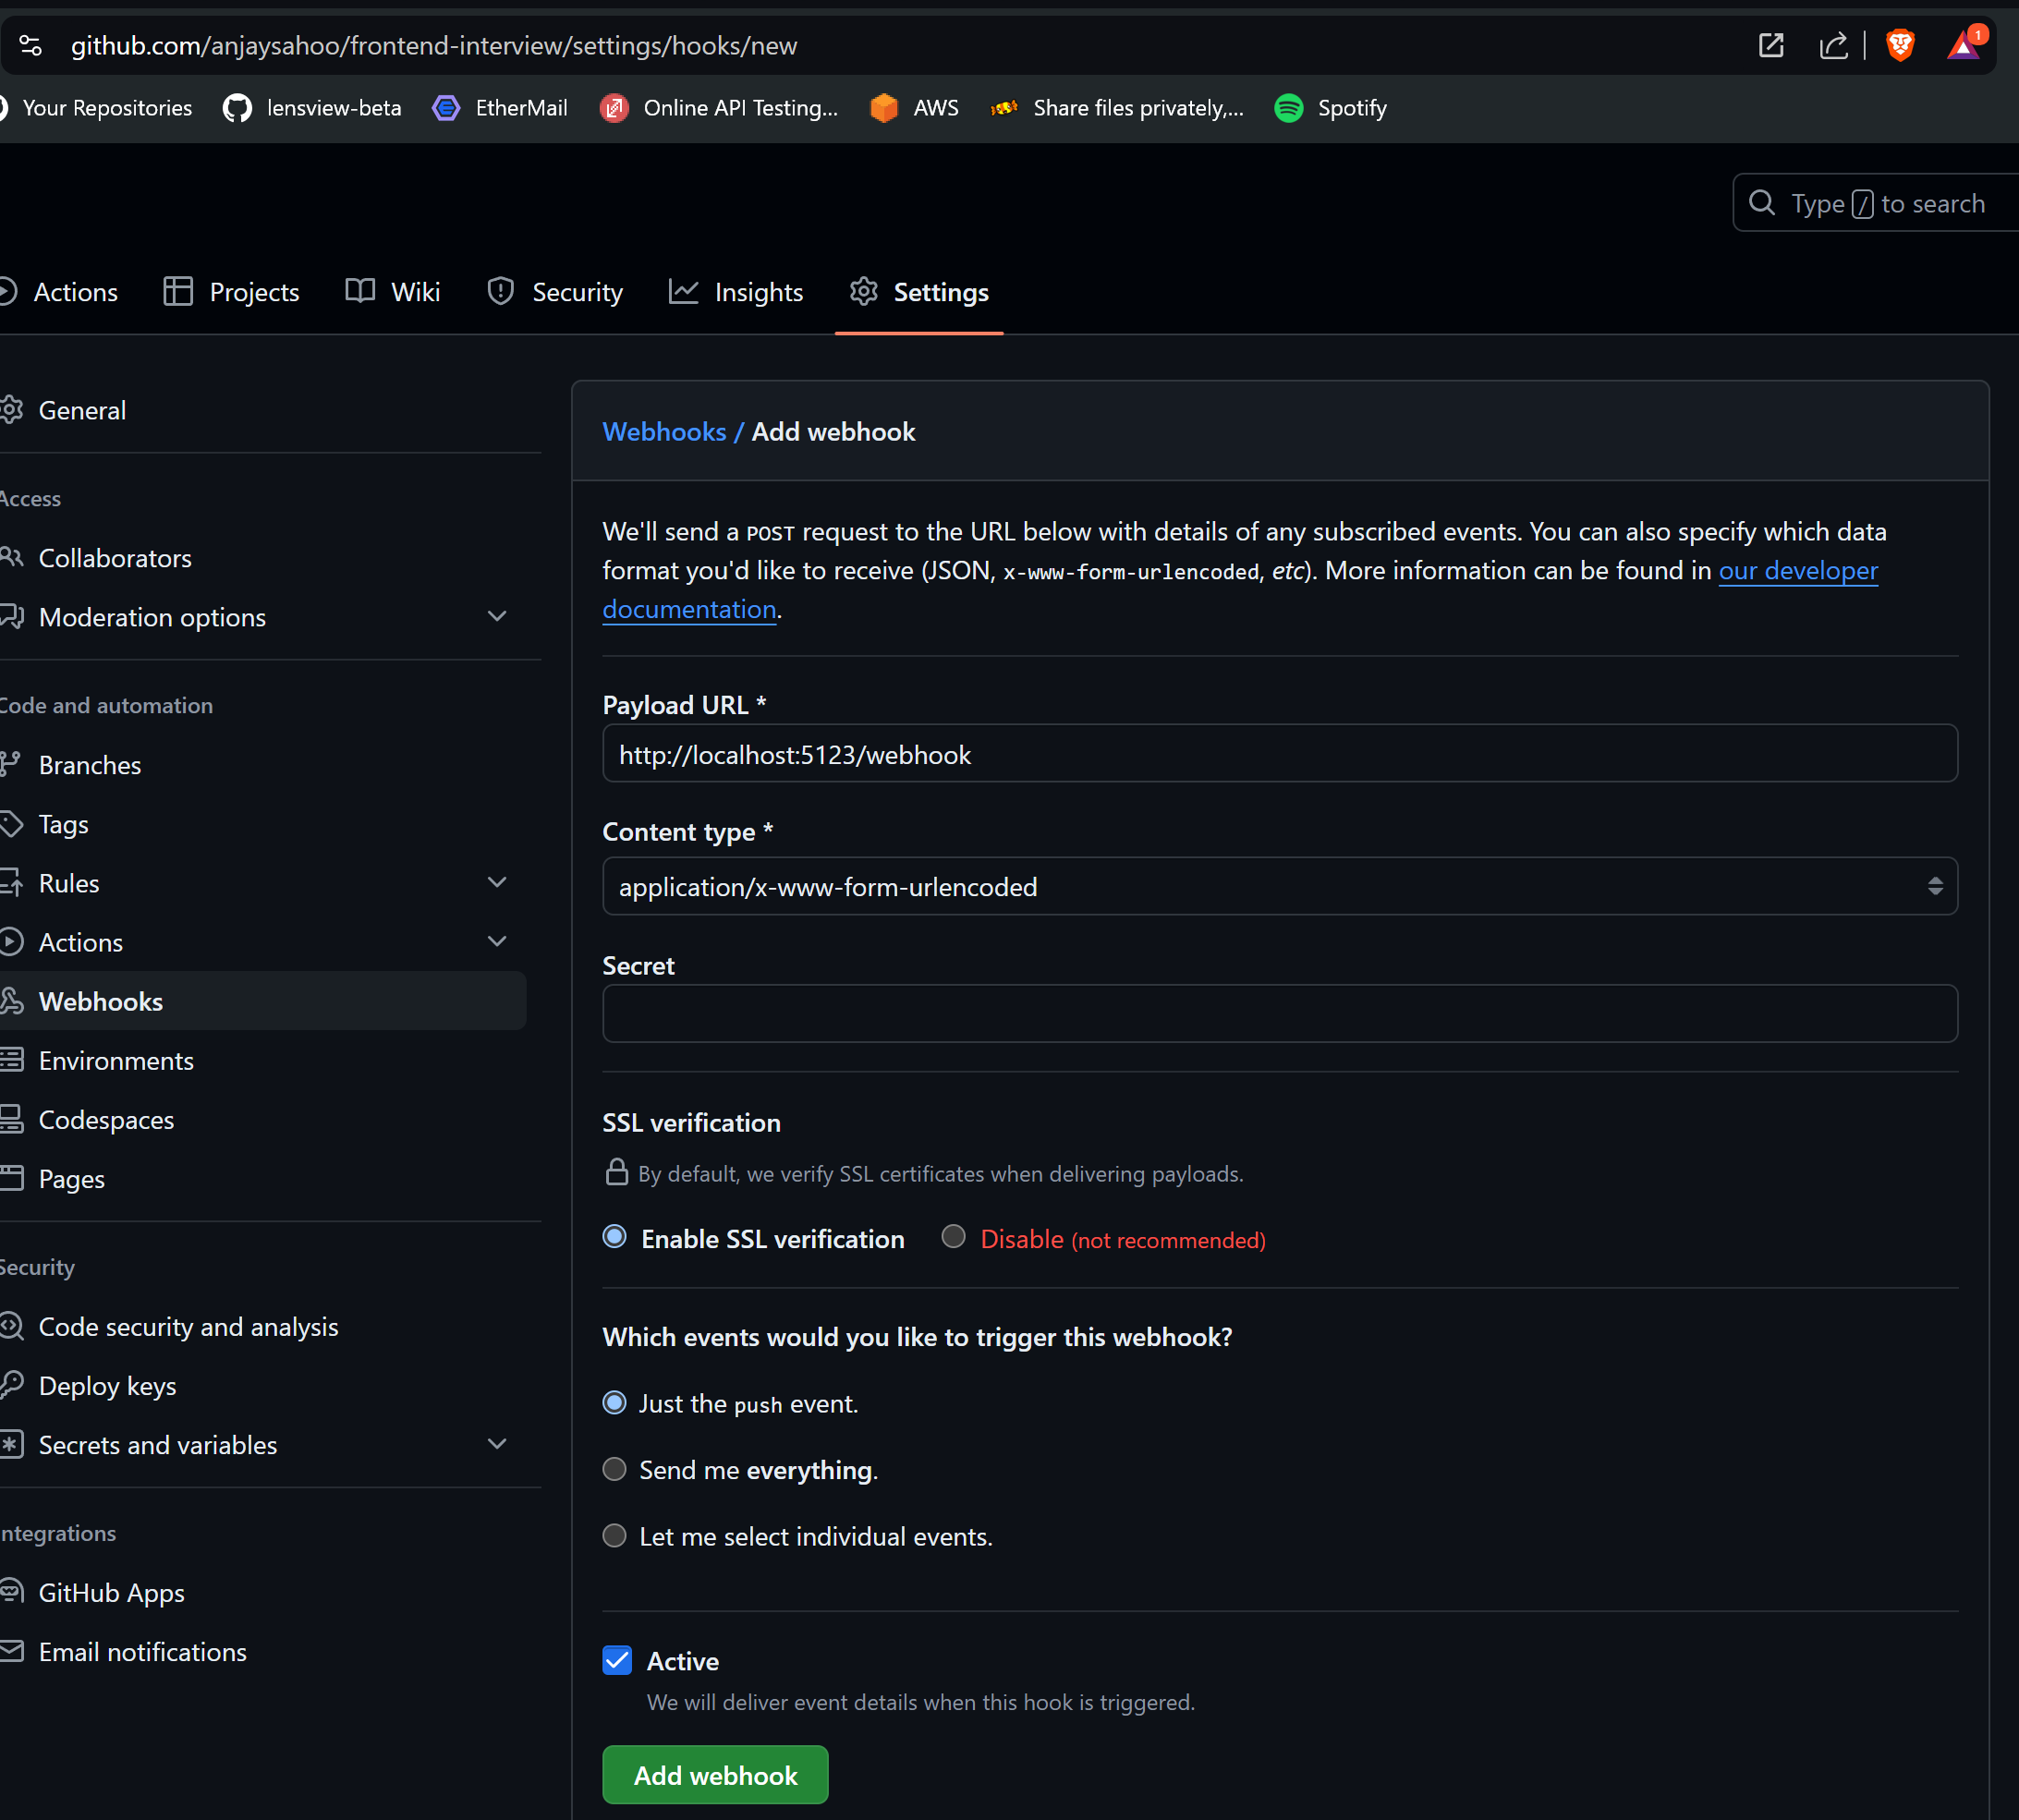 github.com/anjaysahoo/frontend-interview/settings/hooks/new
1
Your Repositories lensview-beta EtherMail Online API Testing... AWS Share files privately,... Spotify
Type / to search
Actions Projects Wiki Security Insights Settings
General
Access
Collaborators
Moderation options
Code and automation
Branches
Tags
Rules
Actions
Webhooks
Environments
Codespaces
Pages
Security
Code security and analysis
Deploy keys
Secrets and variables
Integrations
GitHub Apps
Email notifications
Webhooks / Add webhook
We'll send a POST request to the URL below with details of any subscribed events. You can also specify which data
format you'd like to receive (JSON, x-www-form-urlencoded, etc). More information can be found in our developer
documentation.
Payload URL *
http://localhost:5123/webhook
Content type *
application/x-www-form-urlencoded
Secret
SSL verification
By default, we verify SSL certificates when delivering payloads.
Enable SSL verification Disable (not recommended)
Which events would you like to trigger this webhook?
Just the push event.
Send me everything.
Let me select individual events.
Active
We will deliver event details when this hook is triggered.
Add webhook